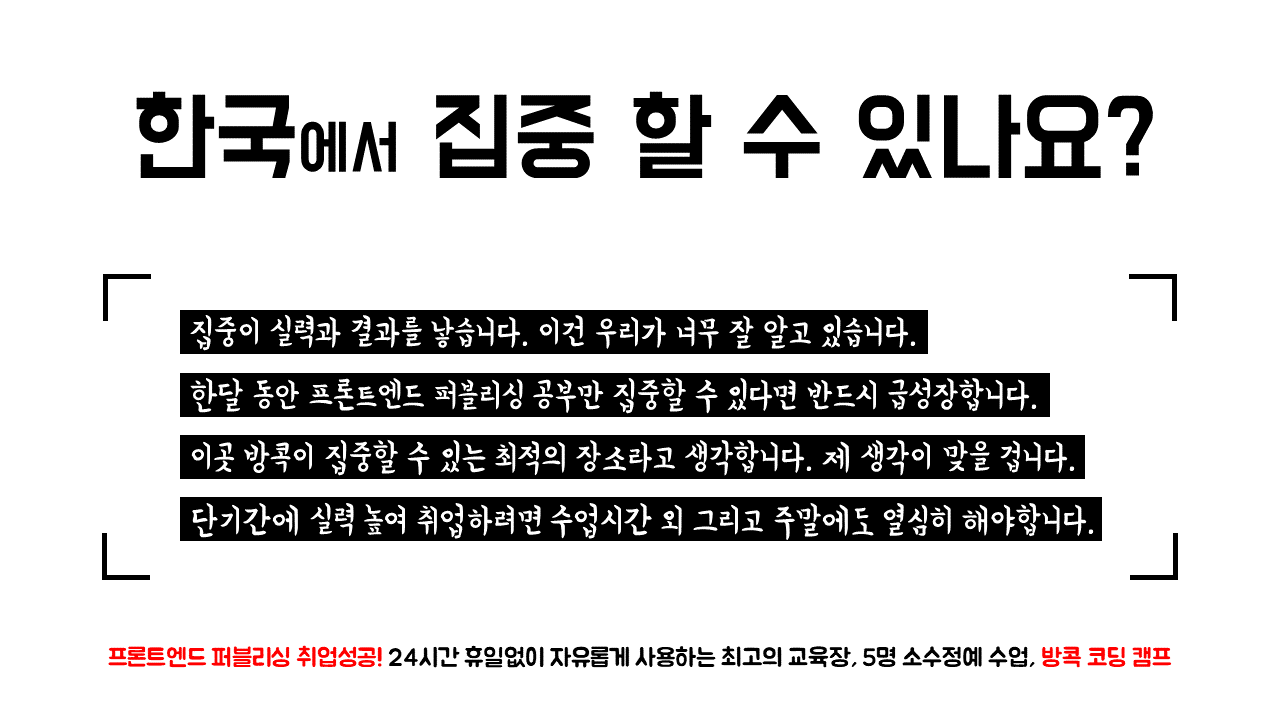 한국에서 집중 할 수 있나요?
집중이 실력과 결과를 낳습니다. 이건 우리가 너무 잘 알고 있습니다.
한달 동안 프론트엔드 퍼블리싱 공부만 집중할 수 있다면 반드시 급성장합니다.
이곳 방콕이 집중할 수 있는 최적의 장소라고 생각합니다. 제 생각이 맞을 겁니다.
단기간에 실력 높여 취업하려면 수업시간 외 그리고 주말에도 열심히 해야합니다.
프론트엔드 퍼블리싱 취업성공! 24시간 휴일없이 자유롭게 사용하는 최고의 교육장, 5명 소수정예 수업, 방콕 코딩 캠프